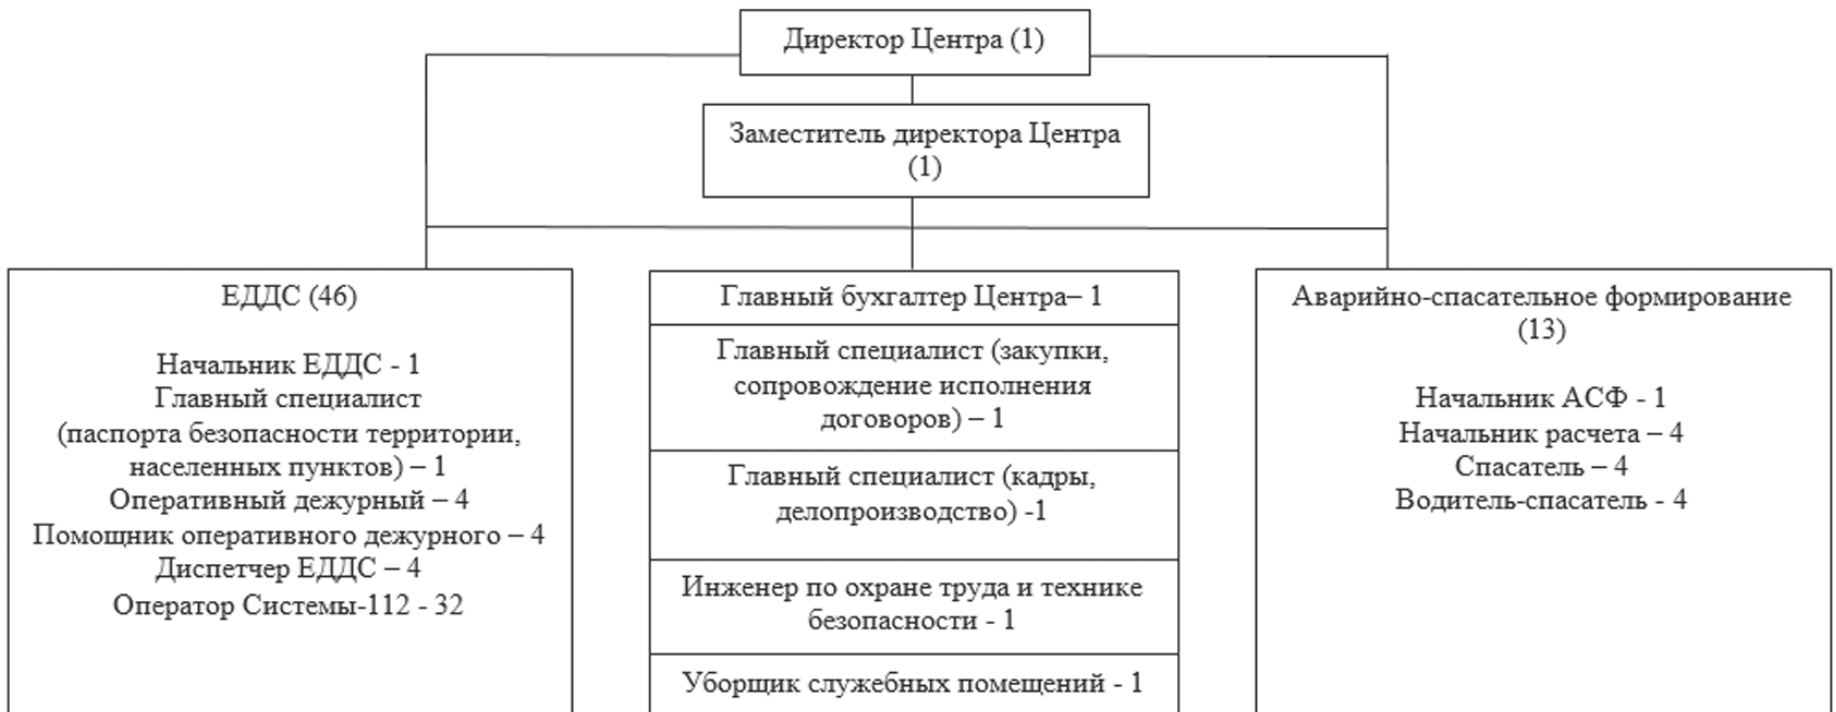 Директор Центра (1)
Заместитель директора Центра
(1)
ЕДДС (46)
Начальник ЕДДС - 1
Главный специалист
(паспорта безопасности территории,
населенных пунктов) – 1
Оперативный дежурный – 4
Помощник оперативного дежурного – 4
Диспетчер ЕДДС – 4
Оператор Системы-112 - 32
Главный бухгалтер Центра– 1
Главный специалист (закупки,
сопровождение исполнения
договоров) – 1
Главный специалист (кадры,
делопроизводство) -1
Инженер по охране труда и технике
безопасности - 1
Уборщик служебных помещений - 1
Аварийно-спасательное формирование
(13)
Начальник АСФ - 1
Начальник расчета – 4
Спасатель – 4
Водитель-спасатель - 4